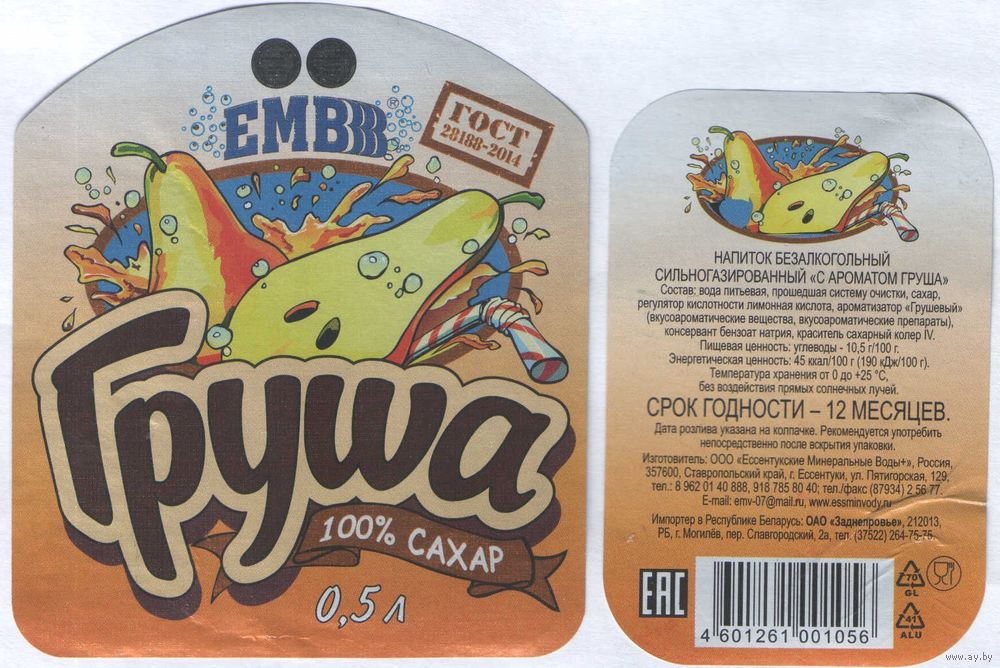 ЕМВ®
ГОСТ
28188-2014
Груша
100% САХАР
0,5 л
НАПИТОК БЕЗАЛКОГОЛЬНЫЙ
СИЛЬНОГАЗИРОВАННЫЙ «С АРОМАТОМ ГРУША»
Состав: вода питьевая, прошедшая систему очистки, сахар,
регулятор кислотности лимонная кислота, ароматизатор «Грушевый»
(вкусоароматические вещества, вкусоароматические препараты),
консервант бензоат натрия, краситель сахарный колер IV.
Пищевая ценность: углеводы - 10,5 г/100 г.
Энергетическая ценность: 45 ккал/100 г (190 кДж/100 г).
Температура хранения от 0 до +25 °С,
без воздействия прямых солнечных лучей.
СРОК ГОДНОСТИ – 12 МЕСЯЦЕВ.
Дата розлива указана на колпачке. Рекомендуется употребить
непосредственно после вскрытия упаковки.
Изготовитель: ООО «Ессентукские Минеральные Воды+», Россия,
357600, Ставропольский край, г. Ессентуки, ул. Пятигорская, 129,
тел.: 8 962 01 40 888, 918 785 80 40; тел./факс (87934) 2 56 77.
E-mail: emv-07@mail.ru, www.essminvody.ru
Импортер в Республике Беларусь: ОАО «Заднепровье», 212013,
РБ, г. Могилёв, пер. Славгородский, 2а, тел. (37522) 264-75-75.
EAC
4 601261 001056
70
GL
41
ALU
www.ay.by